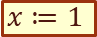 x ≔ 1